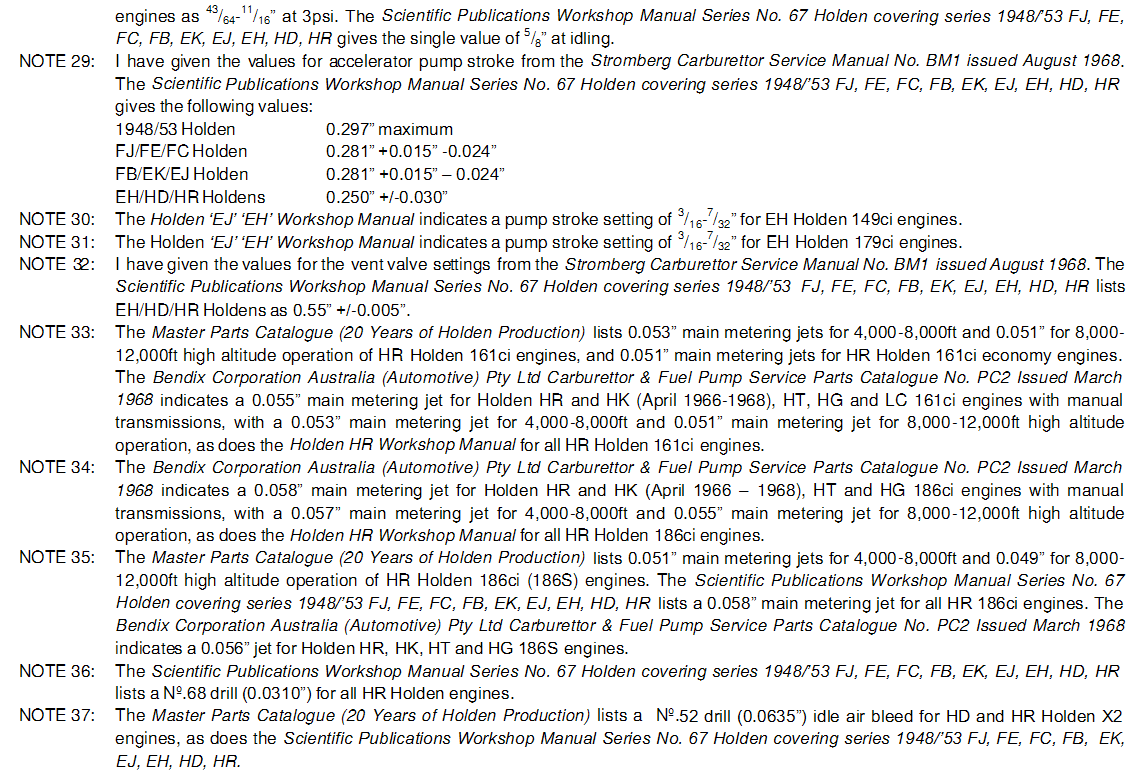 engines as 43/64-11/16” at 3psi. The Scientific Publications Workshop Manual Series No. 67 Holden covering series 1948/’53 FJ, FE,
FC, FB, EK, EJ, EH, HD, HR gives the single value of 5/8” at idling.
NOTE 29: I have given the values for accelerator pump stroke from the Stromberg Carburettor Service Manual No. BM1 issued August 1968.
The Scientific Publications Workshop Manual Series No. 67 Holden covering series 1948/’53 FJ, FE, FC, FB, EK, EJ, EH, HD, HR
gives the following values:
1948/53 Holden 0.297” maximum
FJ/FE/FC Holden 0.281” +0.015” -0.024”
FB/EK/EJ Holden 0.281” +0.015” – 0.024”
EH/HD/HR Holdens 0.250” +/-0.030”
NOTE 30: The Holden ‘EJ’ ‘EH’ Workshop Manual indicates a pump stroke setting of 3/16-7/32” for EH Holden 149ci engines.
NOTE 31: The Holden ‘EJ’ ‘EH’ Workshop Manual indicates a pump stroke setting of 3/16-7/32” for EH Holden 179ci engines.
NOTE 32: I have given the values for the vent valve settings from the Stromberg Carburettor Service Manual No. BM1 issued August 1968. The
Scientific Publications Workshop Manual Series No. 67 Holden covering series 1948/’53 FJ, FE, FC, FB, EK, EJ, EH, HD, HR lists
EH/HD/HR Holdens as 0.55” +/-0.005”.
NOTE 33: The Master Parts Catalogue (20 Years of Holden Production) lists 0.053” main metering jets for 4,000-8,000ft and 0.051” for 8,000-
12,000ft high altitude operation of HR Holden 161ci engines, and 0.051” main metering jets for HR Holden 161ci economy engines.
The Bendix Corporation Australia (Automotive) Pty Ltd Carburettor & Fuel Pump Service Parts Catalogue No. PC2 Issued March
1968 indicates a 0.055” main metering jet for Holden HR and HK (April 1966-1968), HT, HG and LC 161ci engines with manual
transmissions, with a 0.053” main metering jet for 4,000-8,000ft and 0.051” main metering jet for 8,000-12,000ft high altitude
operation, as does the Holden HR Workshop Manual for all HR Holden 161ci engines.
NOTE 34: The Bendix Corporation Australia (Automotive) Pty Ltd Carburettor & Fuel Pump Service Parts Catalogue No. PC2 Issued March
1968 indicates a 0.058” main metering jet for Holden HR and HK (April 1966 – 1968), HT and HG 186ci engines with manual
transmissions, with a 0.057” main metering jet for 4,000-8,000ft and 0.055” main metering jet for 8,000-12,000ft high altitude
operation, as does the Holden HR Workshop Manual for all HR Holden 186ci engines.
NOTE 35: The Master Parts Catalogue (20 Years of Holden Production) lists 0.051” main metering jets for 4,000-8,000ft and 0.049” for 8,000-
12,000ft high altitude operation of HR Holden 186ci (186S) engines. The Scientific Publications Workshop Manual Series No. 67
Holden covering series 1948/’53 FJ, FE, FC, FB, EK, EJ, EH, HD, HR lists a 0.058” main metering jet for all HR 186ci engines. The
Bendix Corporation Australia (Automotive) Pty Ltd Carburettor & Fuel Pump Service Parts Catalogue No. PC2 Issued March 1968
indicates a 0.056” jet for Holden HR, HK, HT and HG 186S engines.
NOTE 36: The Scientific Publications Workshop Manual Series No. 67 Holden covering series 1948/’53 FJ, FE, FC, FB, EK, EJ, EH, HD, HR
lists a Nº.68 drill (0.0310”) for all HR Holden engines.
NOTE 37: The Master Parts Catalogue (20 Years of Holden Production) lists a Nº.52 drill (0.0635”) idle air bleed for HD and HR Holden X2
engines, as does the Scientific Publications Workshop Manual Series No. 67 Holden covering series 1948/’53 FJ, FE, FC, FB, EK,
EJ, EH, HD, HR.